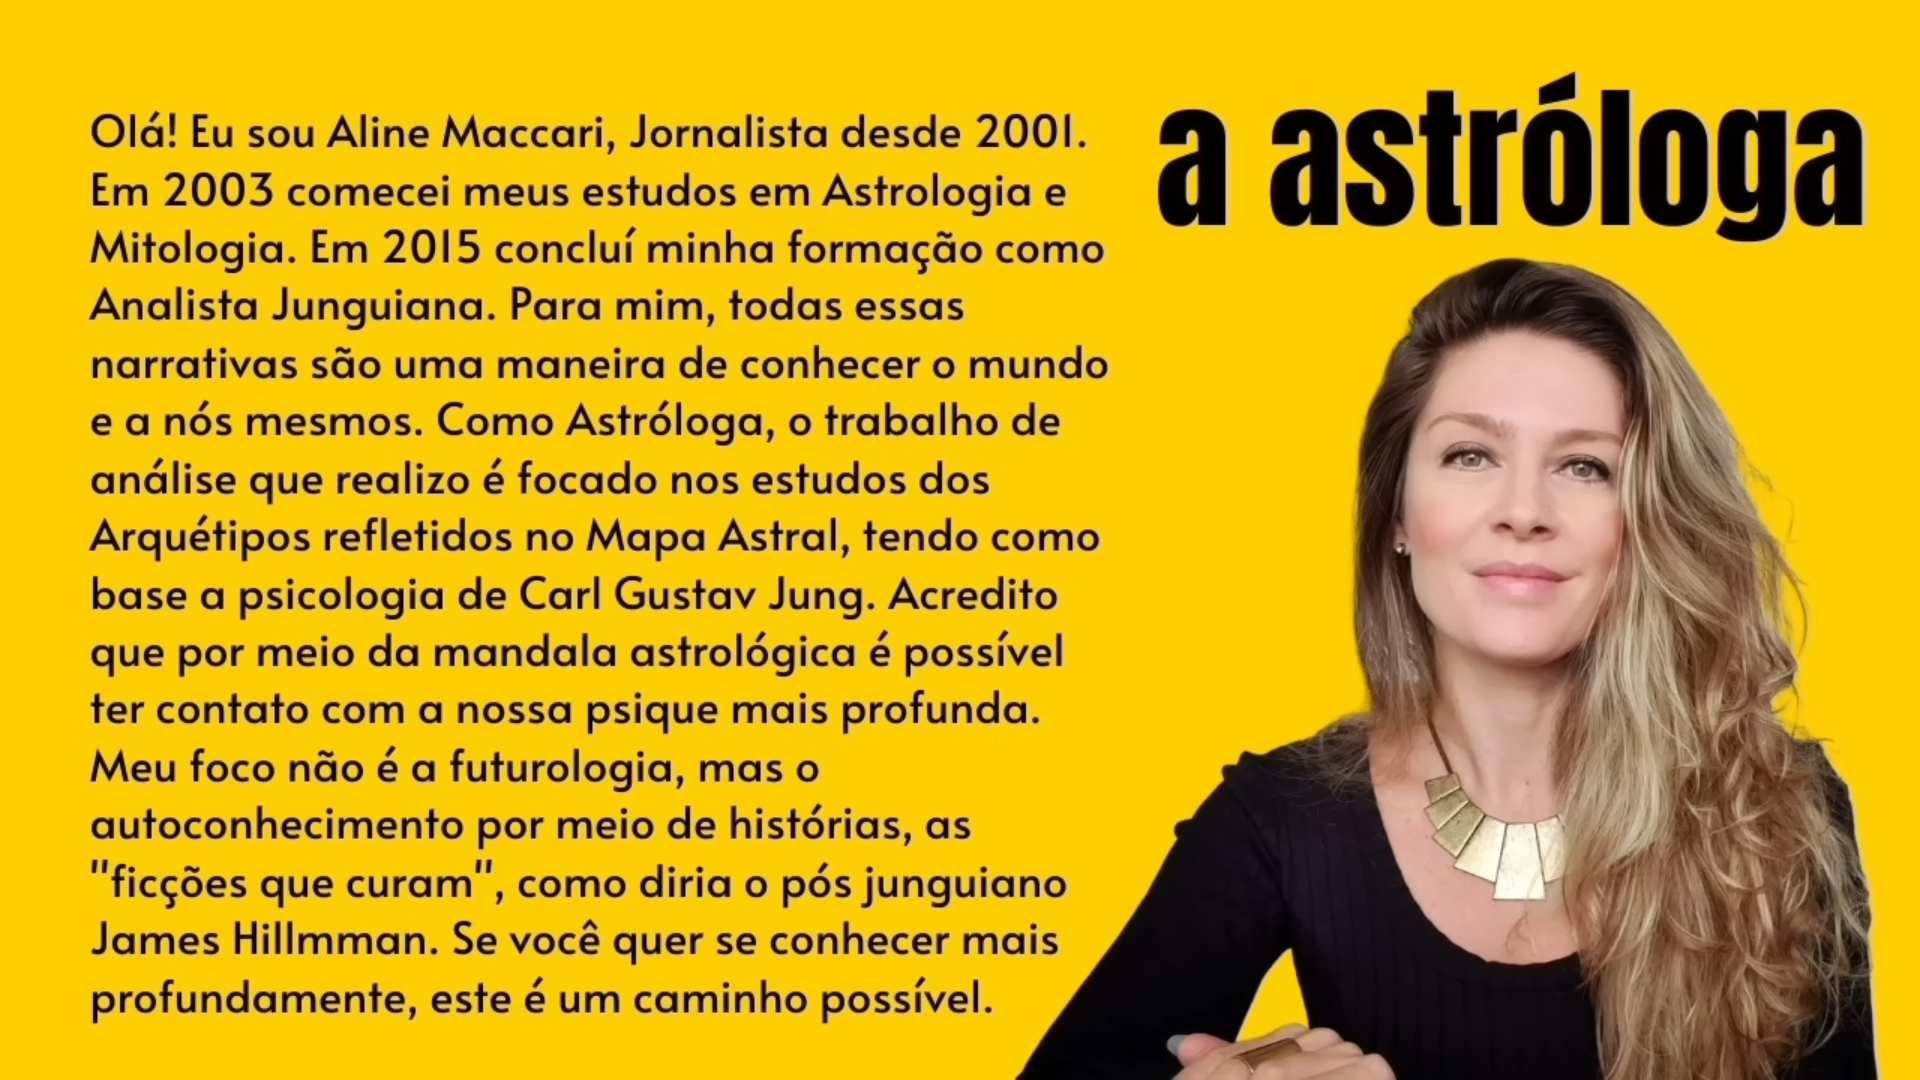 a astróloga
Olá! Eu sou Aline Maccari, Jornalista desde 2001.
Em 2003 comecei meus estudos em Astrologia e
Mitologia. Em 2015 concluí minha formação como
Analista Junguiana. Para mim, todas essas
narrativas são uma maneira de conhecer o mundo
e a nós mesmos. Como Astróloga, o trabalho de
análise que realizo é focado nos estudos dos
Arquétipos refletidos no Mapa Astral, tendo como
base a psicologia de Carl Gustav Jung. Acredito
que por meio da mandala astrológica é possível
ter contato com a nossa psique mais profunda.
Meu foco não é a futurologia, mas o
autoconhecimento por meio de histórias, as
"ficções que curam", como diria o pós junguiano
James Hillmman. Se você quer se conhecer mais
profundamente, este é um caminho possível.